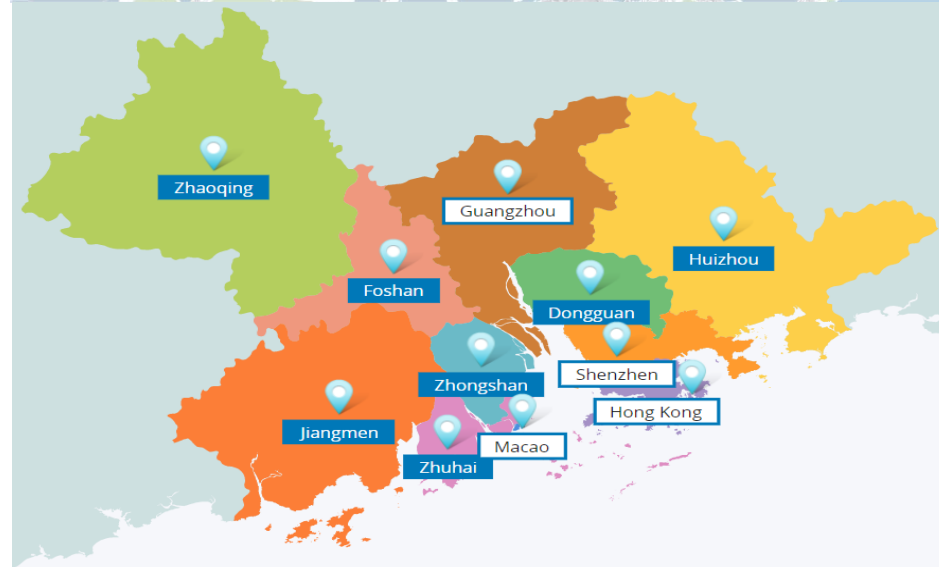 Zhaoqing
Guangzhou
Huizhou
Foshan
Dongguan
Shenzhen
Zhongshan
Hong Kong
Jiangmen
Macao
Zhuhai